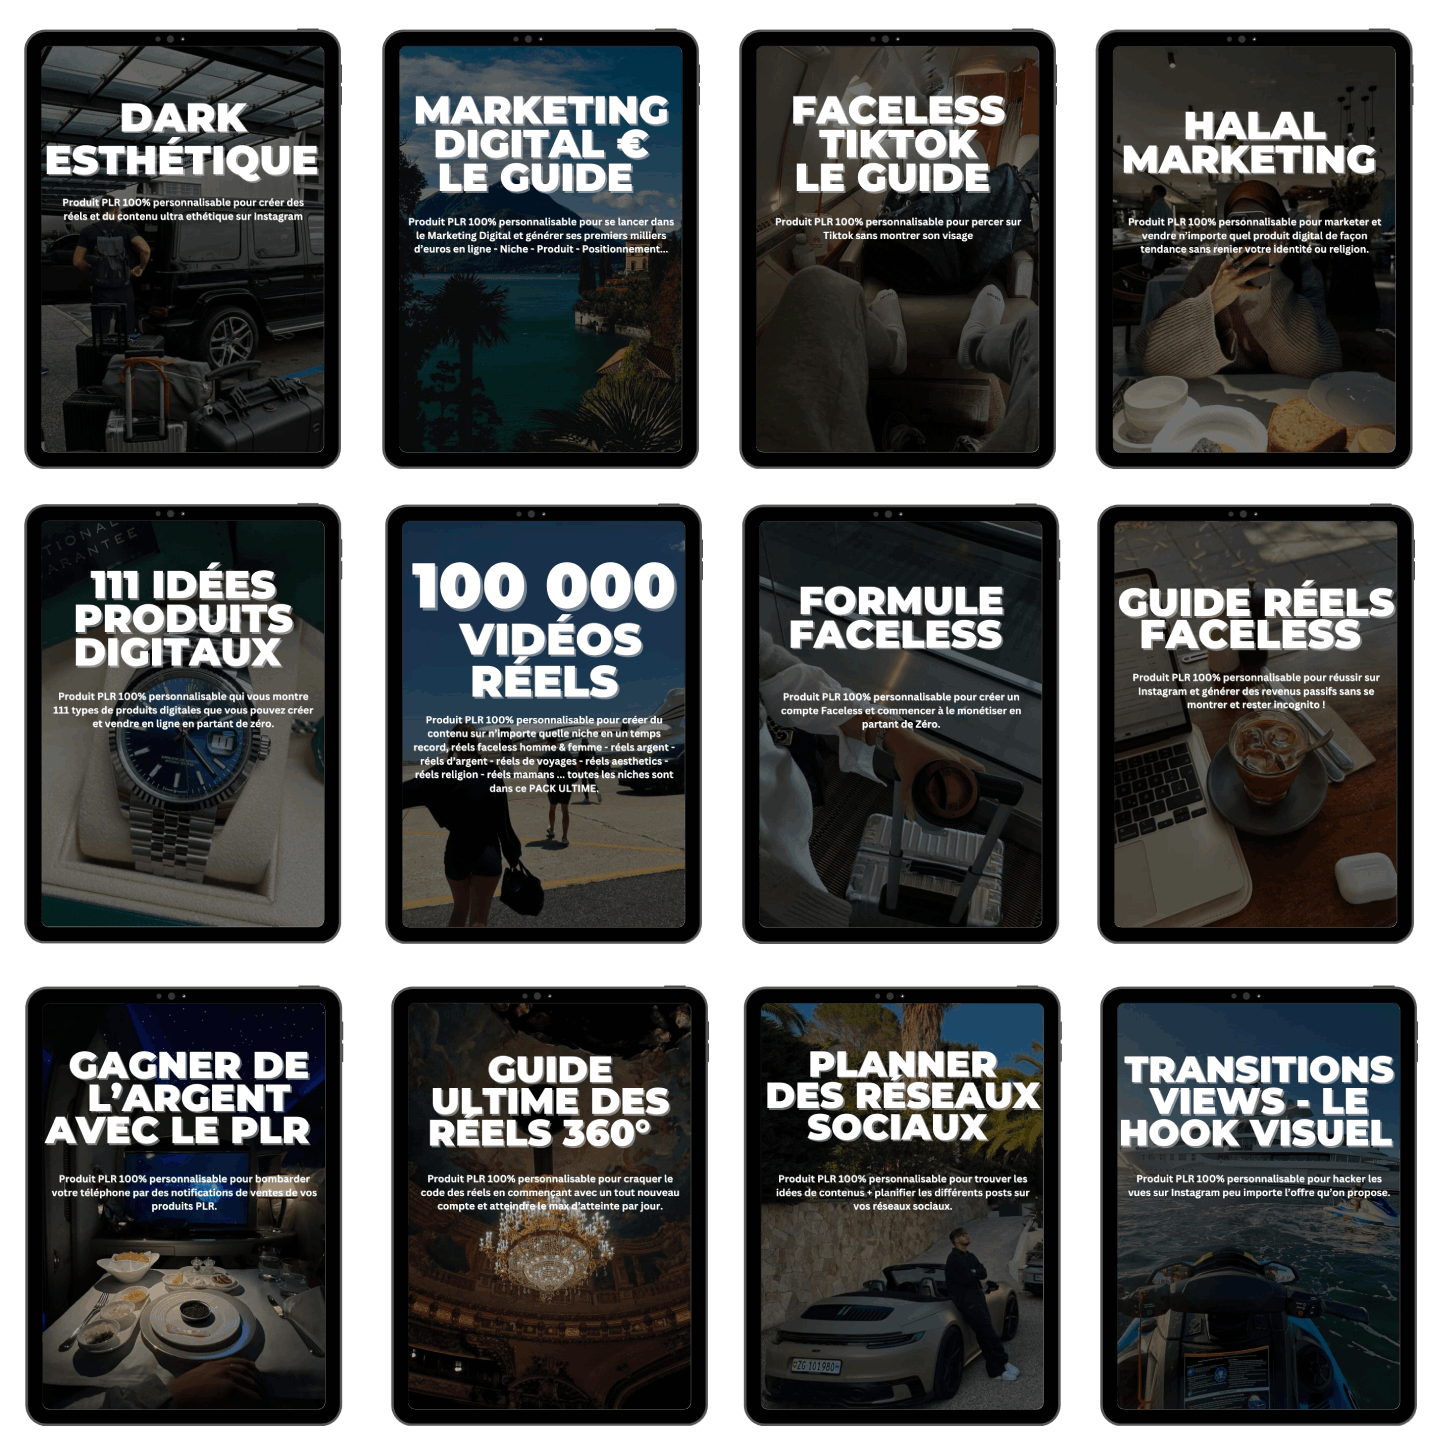 DARK
ESTHÉTIQUE
Produit PLR 100% personnalisable pour créer des
réels et du contenu ultra ethétique sur Instagram
MARKETING
DIGITAL €
LE GUIDE
Produit PLR 100% personnalisable pour se lancer dans
le Marketing Digital et générer ses premiers milliers
d'euros en ligne - Niche - Produit - Positionnement...
FACELESS
TIKTOK
LE GUIDE
Produit PLR 100% personnalisable pour percer sur
Tiktok sans montrer son visage
HALAL
MARKETING
Produit PLR 100% personnalisable pour marketer et
vendre n'importe quel produit digital de façon
tendance sans renier votre identité ou religion.
TIONAL
GARANTEE
111 IDÉES
PRODUITS
DIGITAUX
Produit PLR 100% personnalisable qui vous montre
111 types de produits digitales que vous pouvez créer
et vendre en ligne en partant de zéro.
100 000
VIDÉOS
RÉELS
Produit PLR 100% personnalisable pour créer du
contenu sur n'importe quelle niche en un temps
record, réels faceless homme & femme - réels argent -
réels d'argent - réels de voyages - réels aesthetics -
réels religion - réels mamans ... toutes les niches sont
dans ce PACK ULTIME.
FORMULE
FACELESS
Produit PLR 100% personnalisable pour créer un
compte Faceless et commencer à le monétiser en
partant de Zéro.
GUIDE RÉELS
FACELESS
Produit PLR 100% personnalisable pour réussir sur
Instagram et générer des revenus passifs sans se
montrer et rester incognito !
GAGNER DE
L'ARGENT
AVEC LE PLR
Produit PLR 100% personnalisable pour bombarder
votre téléphone par des notifications de ventes de vos
produits PLR.
GUIDE
ULTIME DES
RÉELS 360°
Produit PLR 100% personnalisable pour craquer le
code des réels en commençant avec un tout nouveau
compte et atteindre le max d'atteinte par jour.
PLANNER
DES RÉSEAUX
SOCIAUX
Produit PLR 100% personnalisable pour trouver les
idées de contenus + planifier les différents posts sur
vos réseaux sociaux.
ZG 101980
TRANSITIONS
VIEWS - LE
HOOK VISUEL
Produit PLR 100% personnalisable pour hacker les
vues sur Instagram peu importe l'offre qu'on propose.